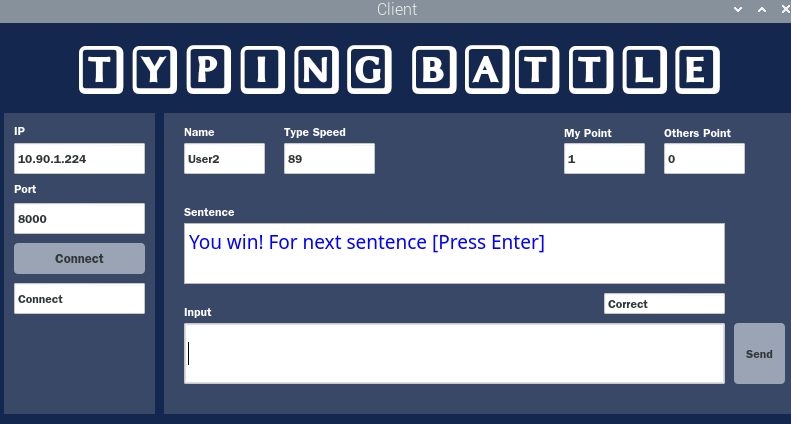 Client
TYPING BATTLE
IP
10.90.1.224
Port
8000
Connect
Connect
Name
User2
Type Speed
89
My Point
1
Others Point
0
Sentence
You win! For next sentence [Press Enter]
Correct
Input
Send